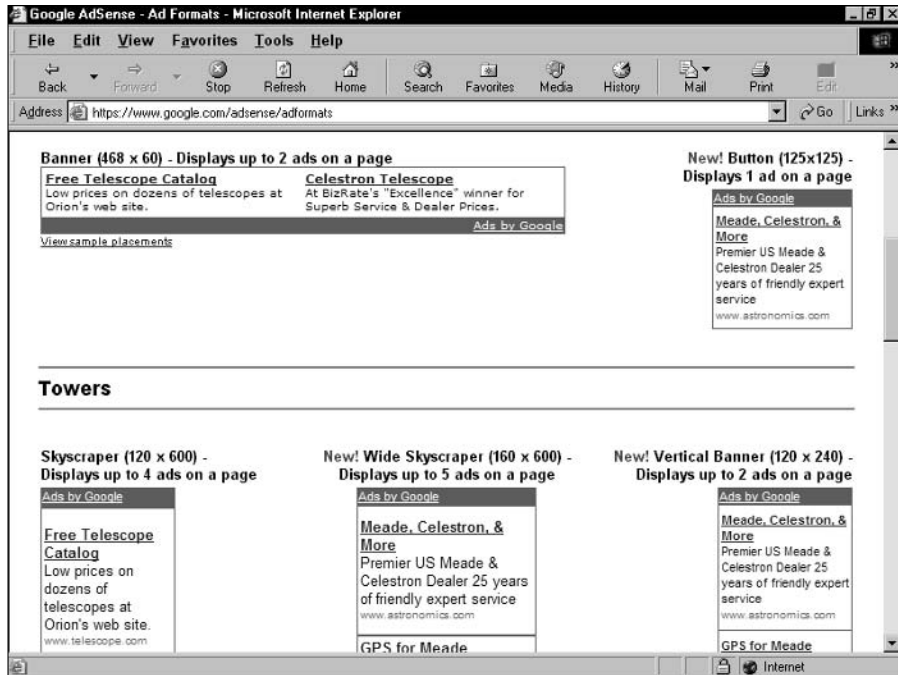 Google AdSense - Ad Formats - Microsoft Internet Explorer
File Edit View Favorites Tools Help
Back Forward Stop Refresh Home Search Favorites Media History Mail Print Edit
Address https://www.google.com/adsense/adformats Go Links
Banner (468 x 60) - Displays up to 2 ads on a page
Free Telescope Catalog
Low prices on dozens of telescopes at
Orion's web site.
Celestron Telescope
At BizRate's "Excellence" winner for
Superb Service & Dealer Prices.
Ads by Google
View sample placements
New! Button (125x125) -
Displays 1 ad on a page
Ads by Google
Meade, Celestron, &
More
Premier US Meade &
Celestron Dealer 25
years of friendly expert
service
www.astronomics.com
Towers
Skyscraper (120 x 600) -
Displays up to 4 ads on a page
Ads by Google
Free Telescope
Catalog
Low prices on
dozens of
telescopes at
Orion's web site.
www.telescope.com
New! Wide Skyscraper (160 x 600) -
Displays up to 5 ads on a page
Ads by Google
Meade, Celestron, &
More
Premier US Meade &
Celestron Dealer 25 years
of friendly expert service
www.astronomics.com
GPS for Meade
New! Vertical Banner (120 x 240) -
Displays up to 2 ads on a page
Ads by Google
Meade, Celestron, &
More
Premier US Meade &
Celestron Dealer 25
years of friendly expert
service
www.astronomics.com
GPS for Meade
Internet